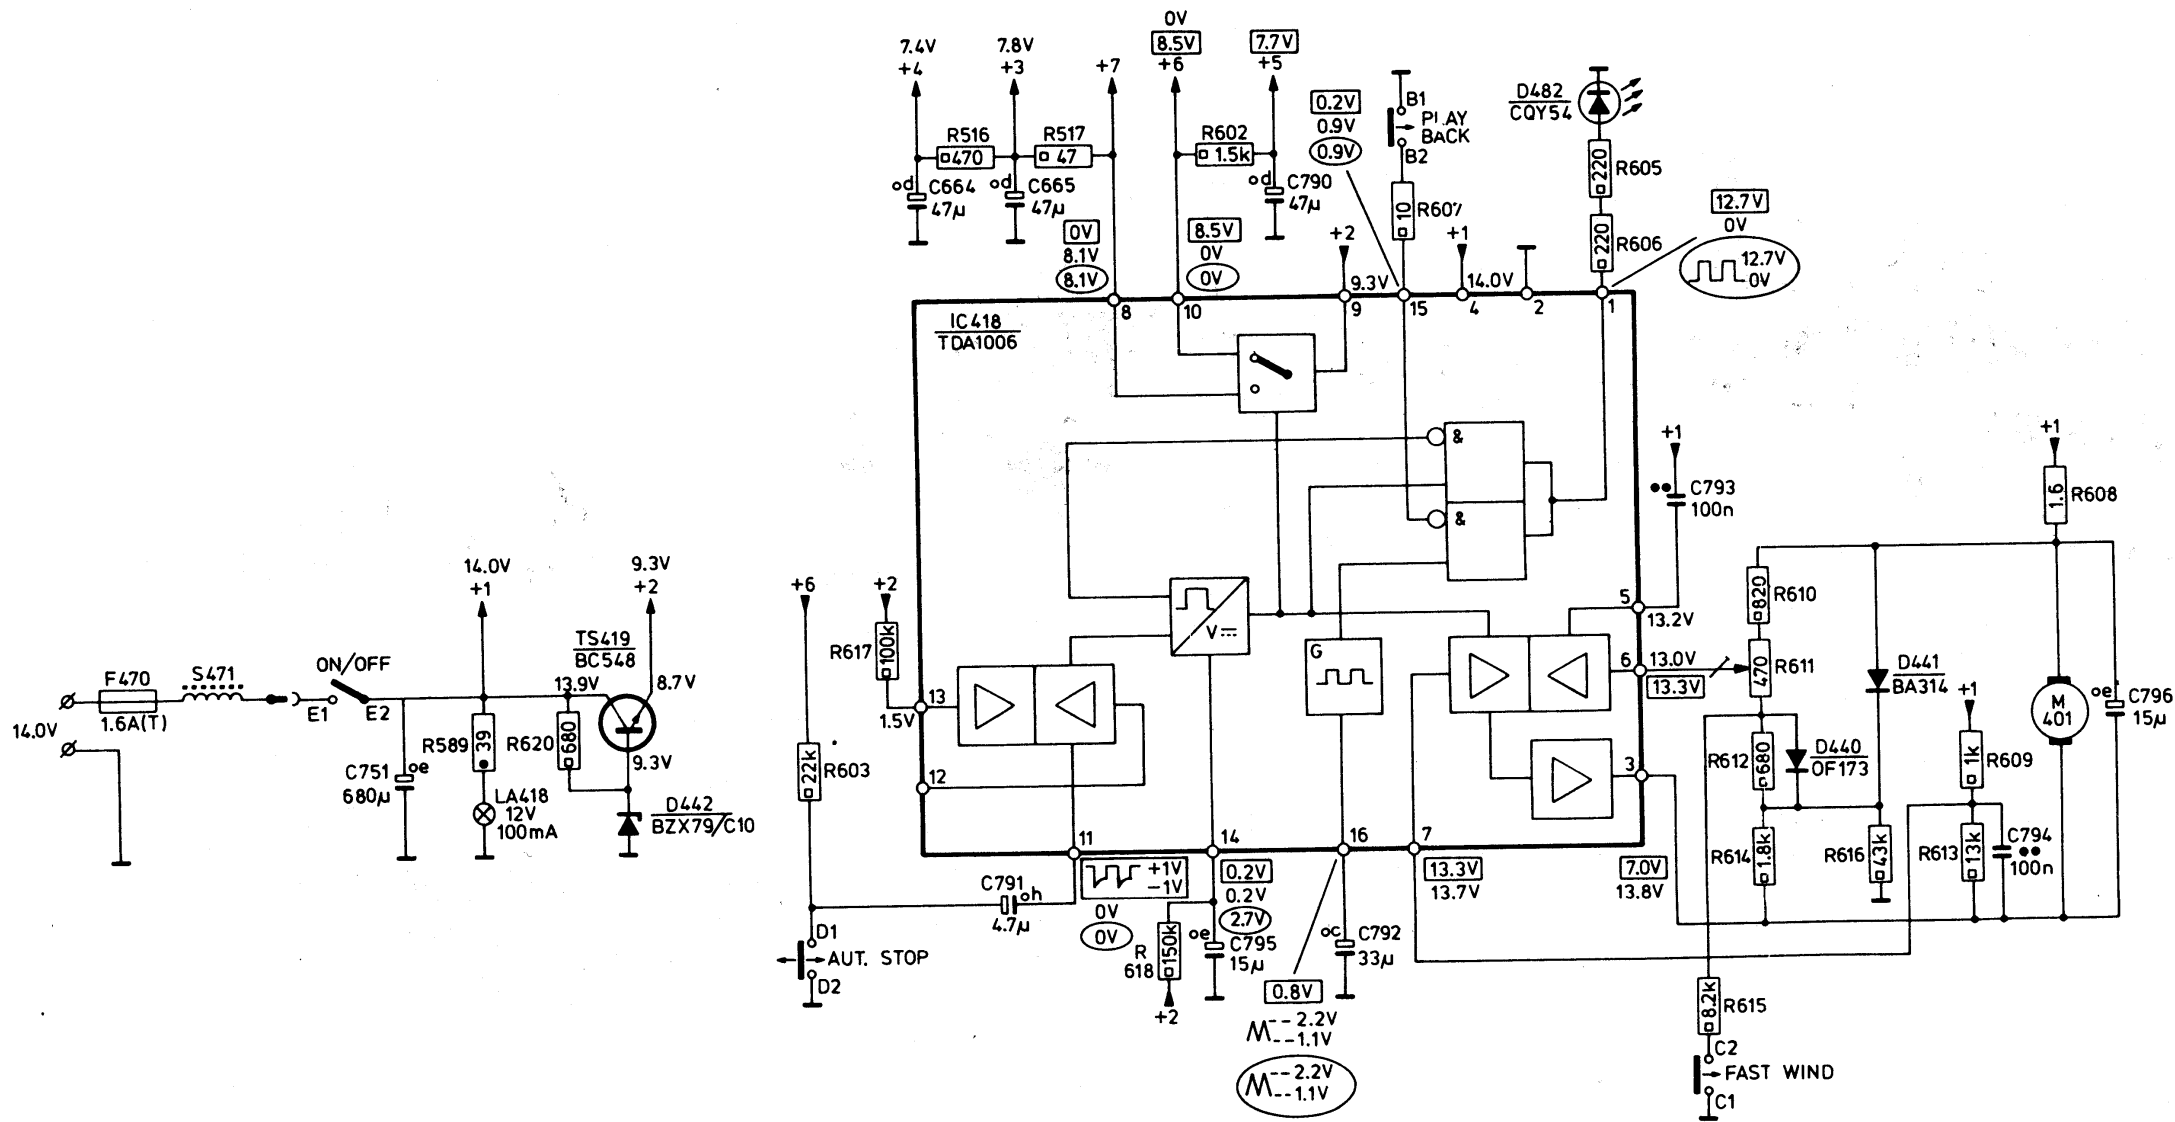 0V
8.5V
7.7V
7.4V
7.8V
+4
+3
+7
+6
+5
0.2V
0.9V
0.9V
B1
PLAY
BACK
B2
D482
CQY54
R516
470
R517
47
R602
1.5k
d
C664
47µ
d
C665
47µ
d
C790
47µ
10
R607
220
R605
220
R606
12.7V
0V
12.7V
0V
0V
8.1V
8.1V
8.5V
0V
0V
+2
+1
9.3V
14.0V
8
10
9
15
4
2
1
IC418
TDA1006
&
&
+1
C793
100n
+1
1.6
R608
14.0V
+1
9.3V
+2
TS419
BC548
13.9V
8.7V
9.3V
F470
1.6A(T)
S471
ON/OFF
E1
E2
14.0V
R589
39
R620
680
C751
680µ
e
LA418
12V
100mA
D442
BZX79/C10
+6
+2
R617
100k
13
1.5V
12
22k
R603
V
G
5
13.2V
6
13.0V
13.3V
3
820
R610
470
R611
R612
680
D440
OF173
D441
BA314
+1
1k
R609
M
401
e
C796
15µ
R614
1.8k
R616
43k
R613
13k
C794
100n
11
14
16
7
+1V
-1V
0V
0V
0.2V
0.2V
2.7V
13.3V
13.7V
7.0V
13.8V
C791
h
4.7µ
D1
AUT. STOP
D2
R
618
150k
+2
e
C795
15µ
c
C792
33µ
0.8V
2.2V
1.1V
2.2V
1.1V
8.2k
R615
C2
FAST WIND
C1